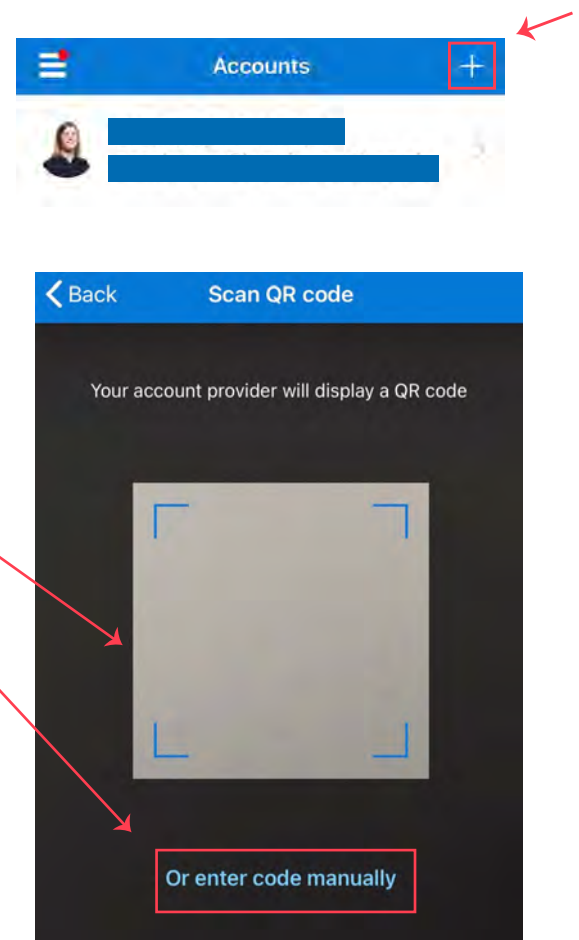 Accounts
Back
Scan QR code
Your account provider will display a QR code
Or enter code manually